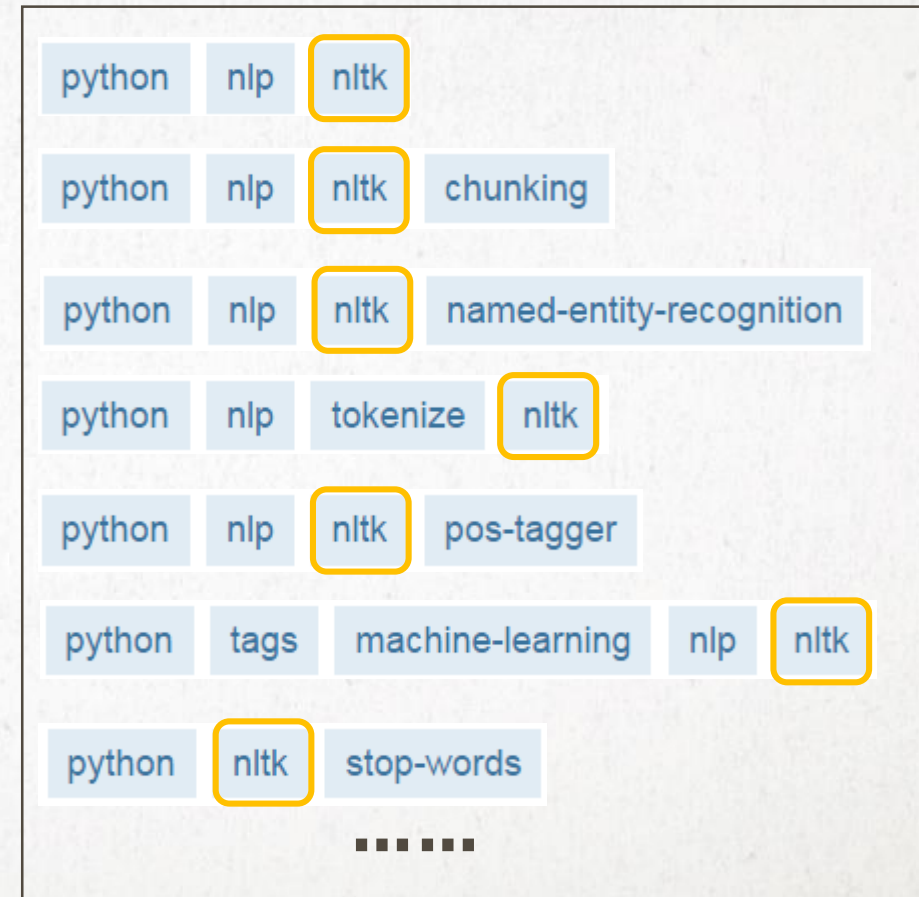 python nlp nltk
python nlp nltk chunking
python nlp nltk named-entity-recognition
python nlp tokenize nltk
python nlp nltk pos-tagger
python tags machine-learning nlp nltk
python nltk stop-words
......